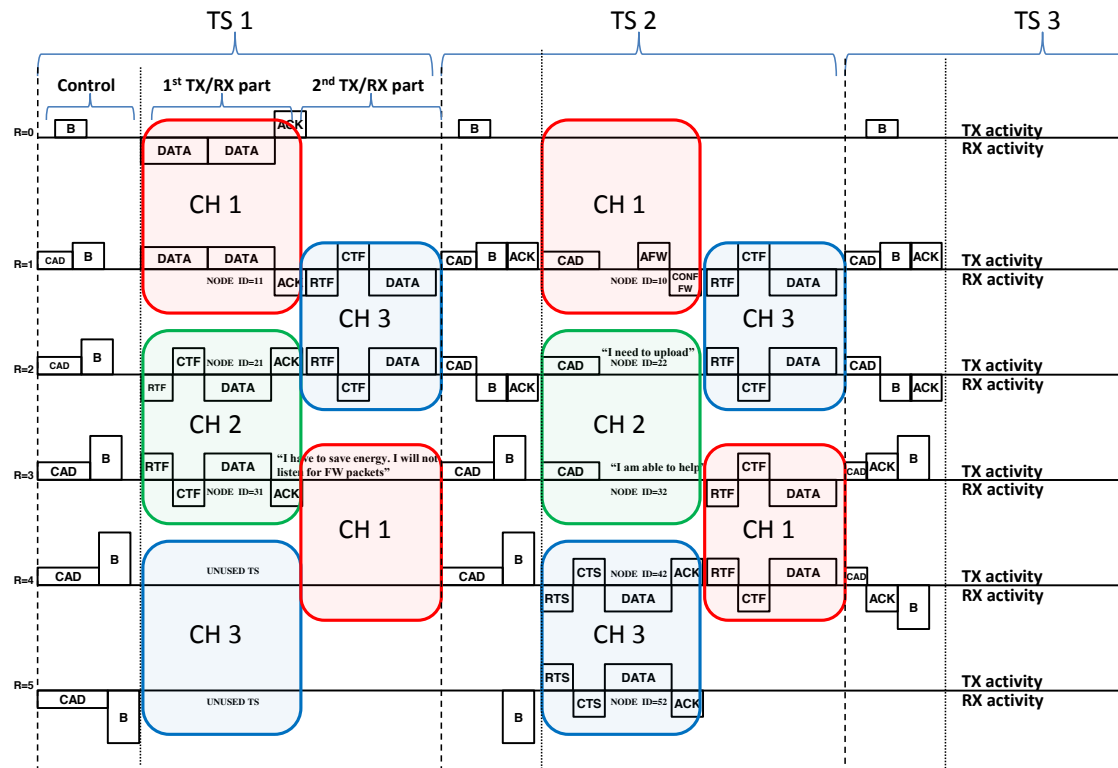 TS 1 TS 2 TS 3
Control 1st TX/RX part 2nd TX/RX part
R=0 B ACK B B TX activity
DATA DATA RX activity
CH 1 CH 1
R=1 CAD B DATA DATA CTF CAD B ACK CAD AFW CTF CAD B ACK TX activity
NODE ID=11 ACK RTF DATA NODE ID=10 CONF FW RTF DATA RX activity
CH 3 CH 3
R=2 CAD B CTF NODE ID=21 ACK RTF DATA CAD CAD “I need to upload” NODE ID=22 RTF DATA CAD TX activity
RTF DATA CTF B ACK CTF B ACK RX activity
CH 2 CH 2
R=3 CAD B RTF DATA “I have to save energy. I will not listen for FW packets” CAD B CAD “I am able to help” CTF CAD ACK B TX activity
CTF NODE ID=31 ACK NODE ID=32 RTF DATA RX activity
CH 1 CH 1
R=4 CAD B UNUSED TS CAD CTS NODE ID=42 ACK RTF DATA CAD TX activity
B RTS DATA CTF ACK B RX activity
CH 3 CH 3
R=5 RTS DATA TX activity
CAD B UNUSED TS B CTS NODE ID=52 ACK RX activity